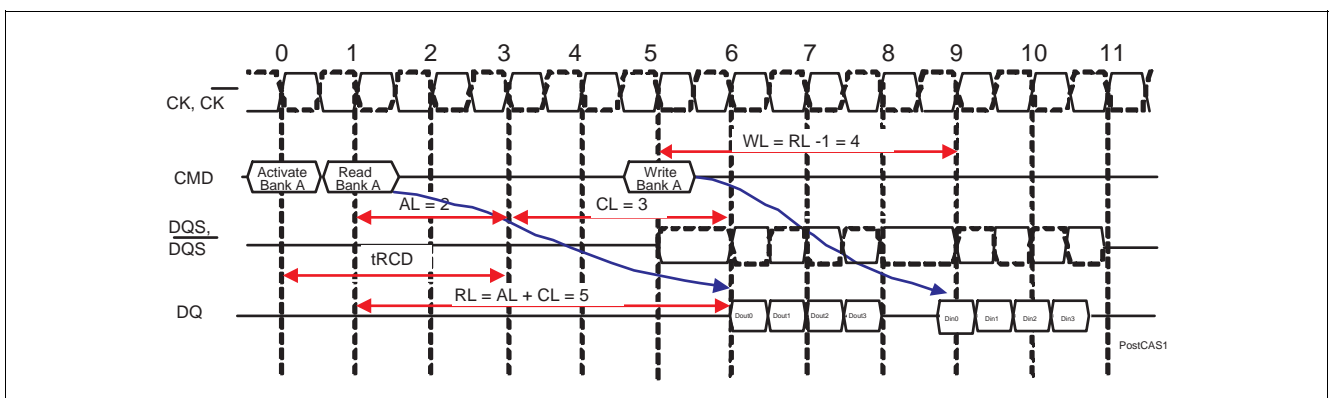 0 1 2 3 4 5 6 7 8 9 10 11
CK, CK
WL = RL -1 = 4
CMD
Activate
Bank A
Read
Bank A
Write
Bank A
AL = 2
CL = 3
DQS,
DQS
tRCD
RL = AL + CL = 5
DQ
Dout0 Dout1 Dout2 Dout3
Din0 Din1 Din2 Din3
PostCAS1